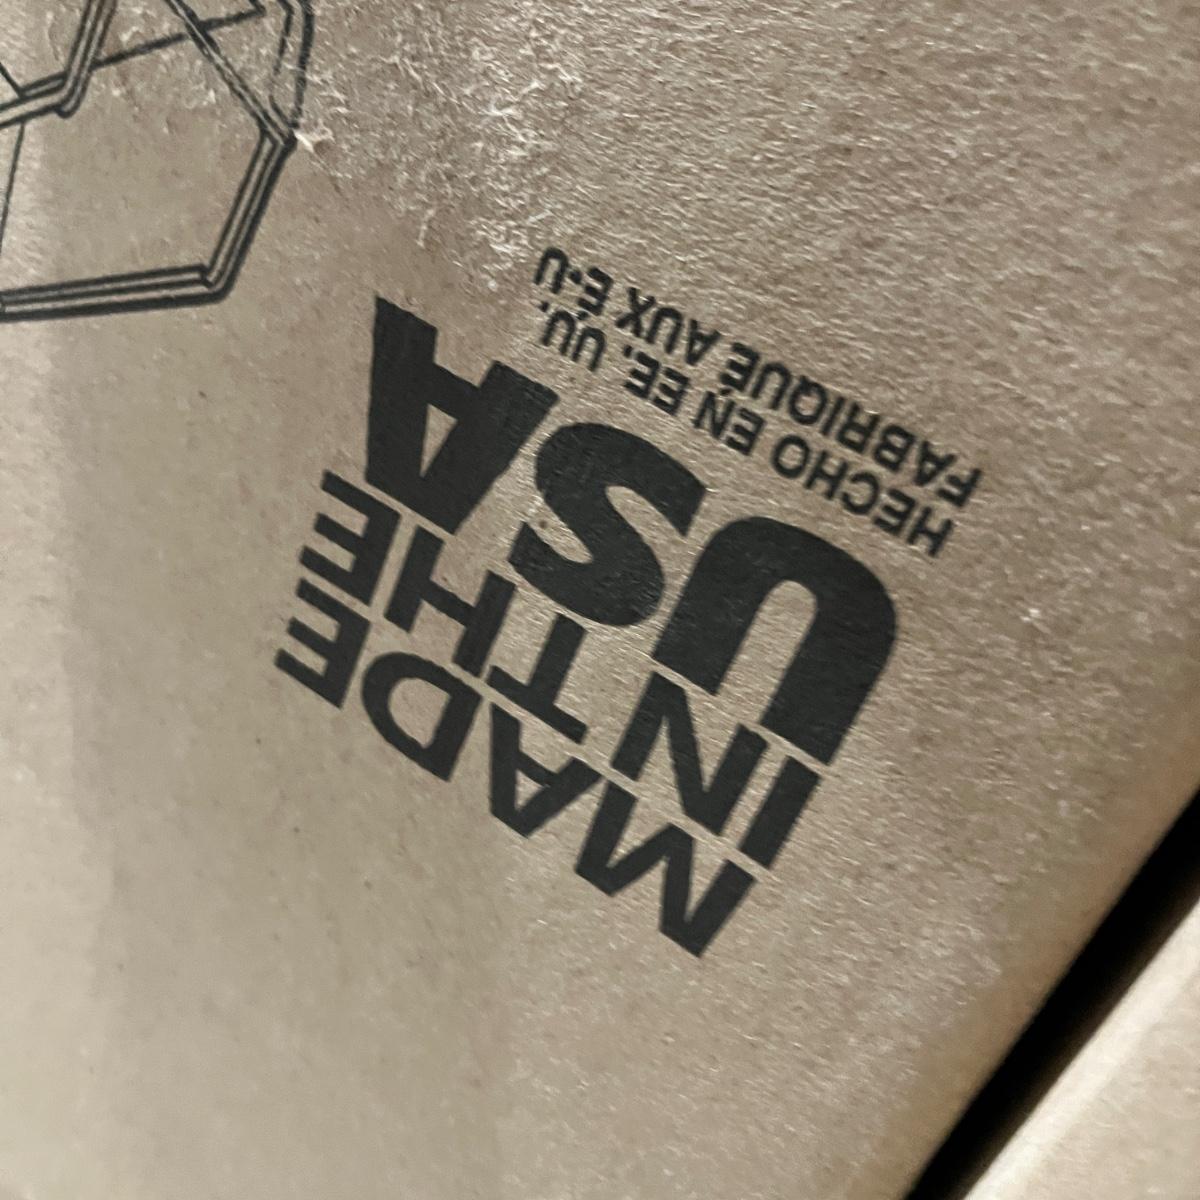 MADE
IN THE
USA
HECHO EN EE. UU.
FABRIQUÉ AUX É-U